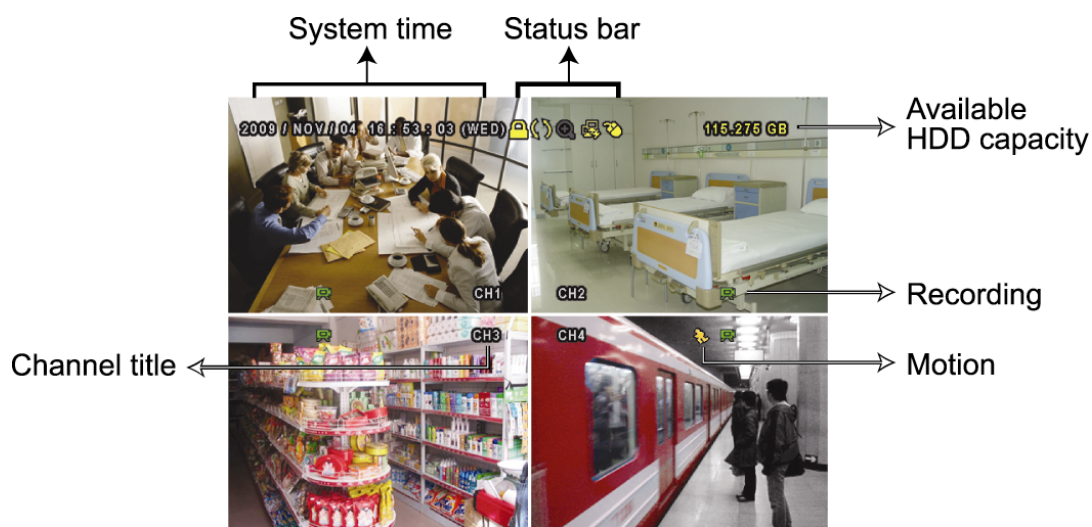 System time
Status bar
2009 / NOV / 04 16 : 53 : 03 (WED)
115.275 GB
Available
HDD capacity
CH1
CH2
Recording
Channel title
CH3
CH4
Motion